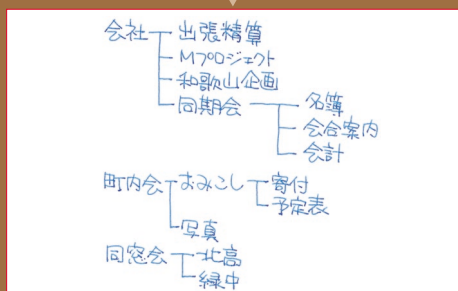 会社 出張精算
Mプロジェクト
和歌山企画
同期会 名簿
会合案内
会計
町内会 おみこし 寄付
予定表
写真
同窓会 北高
緑中